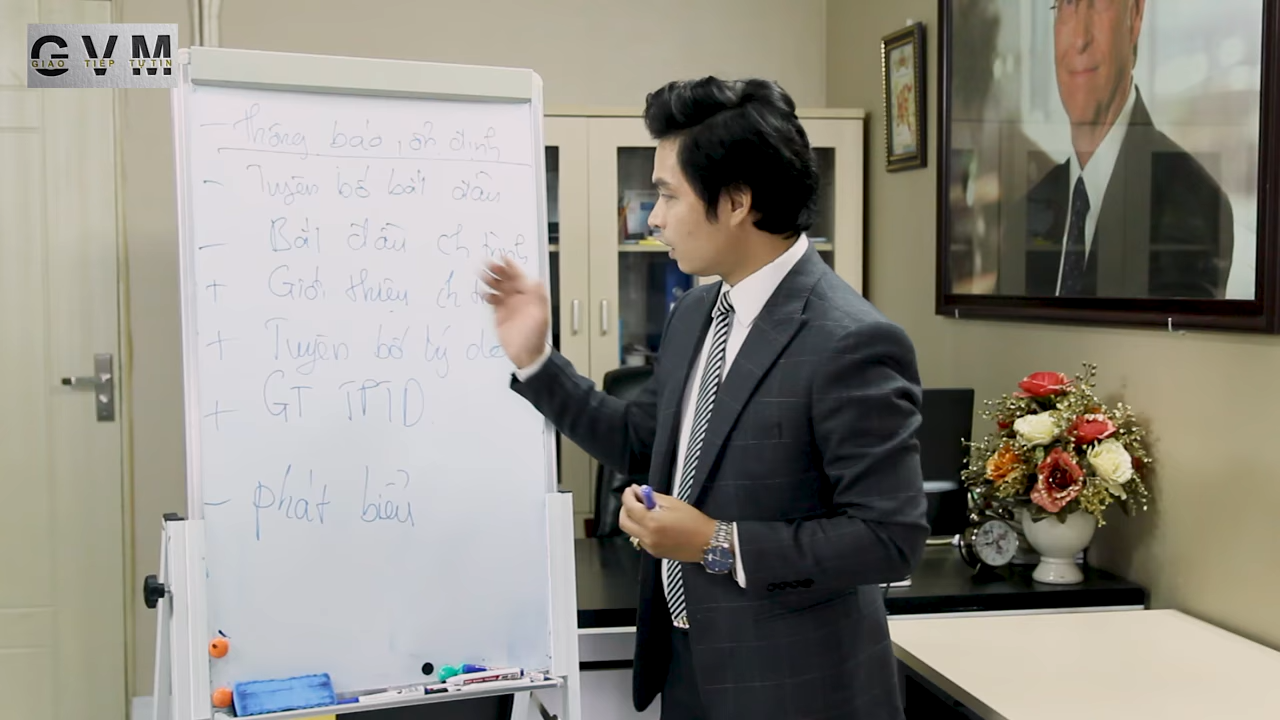 GVM
GIAO TIẾP TỰ TIN
- Thông báo, ổn định
- Tuyên bố bắt đầu
- Bắt đầu ch trình
+ Giới thiệu ch
+ Tuyên bố lý do
+ GT TPTD
- phát biểu